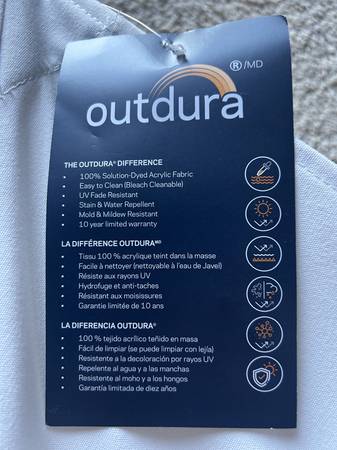 ®/MD
outdura
THE OUTDURA® DIFFERENCE
• 100% Solution-Dyed Acrylic Fabric
• Easy to Clean (Bleach Cleanable)
• UV Fade Resistant
• Stain & Water Repellent
• Mold & Mildew Resistant
• 10 year limited warranty
LA DIFFÉRENCE OUTDURAᴹᴰ
• Tissu 100 % acrylique teint dans la masse
• Facile à nettoyer (nettoyable à l'eau de Javel)
• Résiste aux rayons UV
• Hydrofuge et anti-taches
• Résistant aux moisissures
• Garantie limitée de 10 ans
LA DIFERENCIA OUTDURA®
• 100 % tejido acrílico teñido en masa
• Fácil de limpiar (se puede limpiar con lejía)
• Resistente a la decoloración por rayos UV
• Repelente al agua y a las manchas
• Resistente al moho y a los hongos
• Garantía limitada de diez años